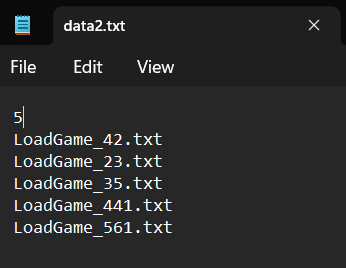 data2.txt
File Edit View
5
LoadGame_42.txt
LoadGame_23.txt
LoadGame_35.txt
LoadGame_441.txt
LoadGame_561.txt